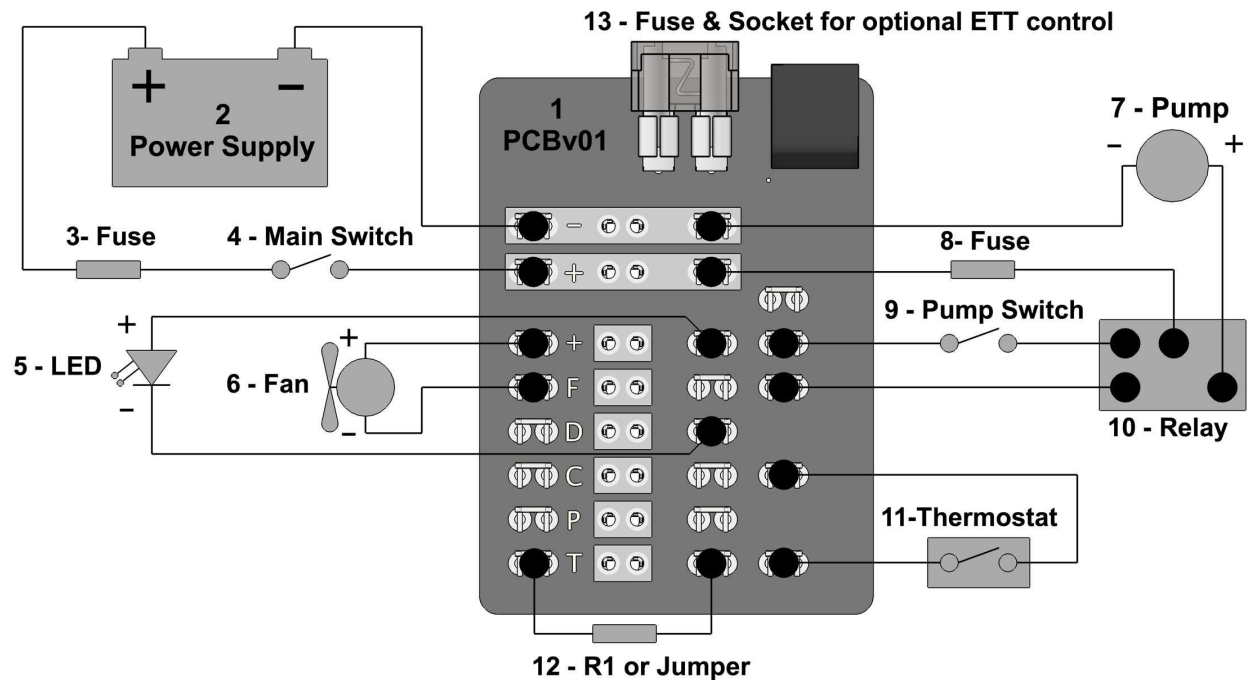 13 - Fuse & Socket for optional ETT control
+ -
2
Power Supply
1
PCBv01
7 - Pump
- +
3- Fuse
4 - Main Switch
-
+
8- Fuse
9 - Pump Switch
+
5 - LED
-
+
6 - Fan
-
+
F
D
C
P
T
10 - Relay
11-Thermostat
12 - R1 or Jumper